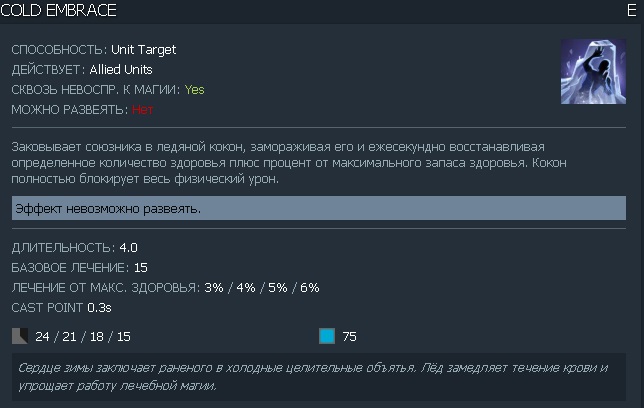 COLD EMBRACE E
СПОСОБНОСТЬ: Unit Target
ДЕЙСТВУЕТ: Allied Units
СКВОЗЬ НЕВОСПР. К МАГИИ: Yes
МОЖНО РАЗВЕЯТЬ: Нет
Заковывает союзника в ледяной кокон, замораживая его и ежесекундно восстанавливая
определенное количество здоровья плюс процент от максимального запаса здоровья. Кокон
полностью блокирует весь физический урон.
Эффект невозможно развеять.
ДЛИТЕЛЬНОСТЬ: 4.0
БАЗОВОЕ ЛЕЧЕНИЕ: 15
ЛЕЧЕНИЕ ОТ МАКС. ЗДОРОВЬЯ: 3% / 4% / 5% / 6%
CAST POINT 0.3s
24 / 21 / 18 / 15 75
Сердце зимы заключает раненого в холодные целительные объятья. Лёд замедляет течение крови и
упрощает работу лечебной магии.